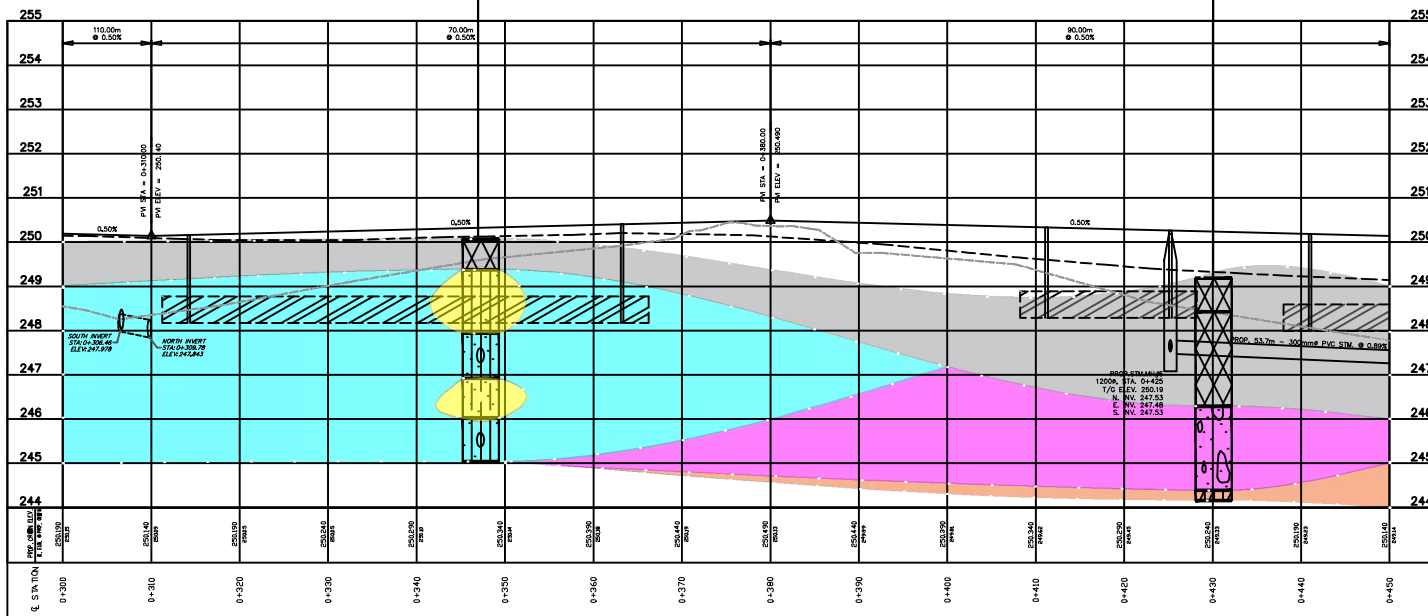 255
254
253
252
251
250
249
248
247
246
245
244
110.00m
@ 0.50%
70.00m
@ 0.50%
90.00m
@ 0.50%
255
254
253
252
PVI STA = 0+310.00
PVI ELEV = 250.140
PVI STA = 0+380.00
PVI ELEV = 250.490
0.50%
0.50%
0.50%
SOUTH INVERT
STA:0+306.46
ELEV:247.978
NORTH INVERT
STA:0+309.78
ELEV:247.843
PROP. 53.7m - 300mmø PVC STM. @ 0.89%
1200ø, STA. 0+425
T/G ELEV. 250.19
N. INV. 247.53
E. INV. 247.48
S. INV. 247.53
250.190
250.140
250.190
250.240
250.290
250.340
250.390
250.440
250.490
250.440
250.390
250.340
250.290
250.240
250.190
250.140
℄ STATION
0+300
0+310
0+320
0+330
0+340
0+350
0+360
0+370
0+380
0+390
0+400
0+410
0+420
0+430
0+440
0+450